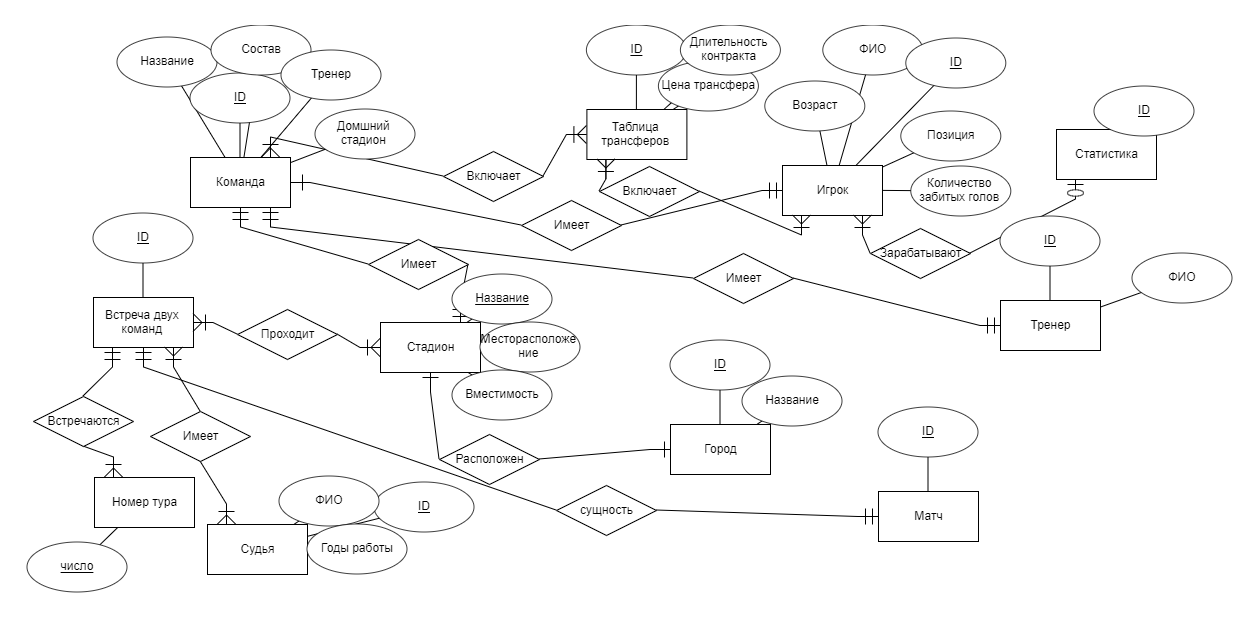 Название
Состав
ID
Тренер
Домшний
стадион
Команда
Включает
ID
Длительность
контракта
Цена трансфера
Таблица
трансферов
Включает
Имеет
ФИО
ID
Возраст
Позиция
Количество
забитых голов
Игрок
ID
Статистика
Зарабатывают
ID
ФИО
Тренер
Имеет
Имеет
ID
Встреча двух
команд
Проходит
Название
Месторасположе
ние
Вместимость
Стадион
Встречаются
Имеет
Расположен
ID
Название
Город
ID
Матч
сущность
Номер тура
число
ФИО
ID
Годы работы
Судья